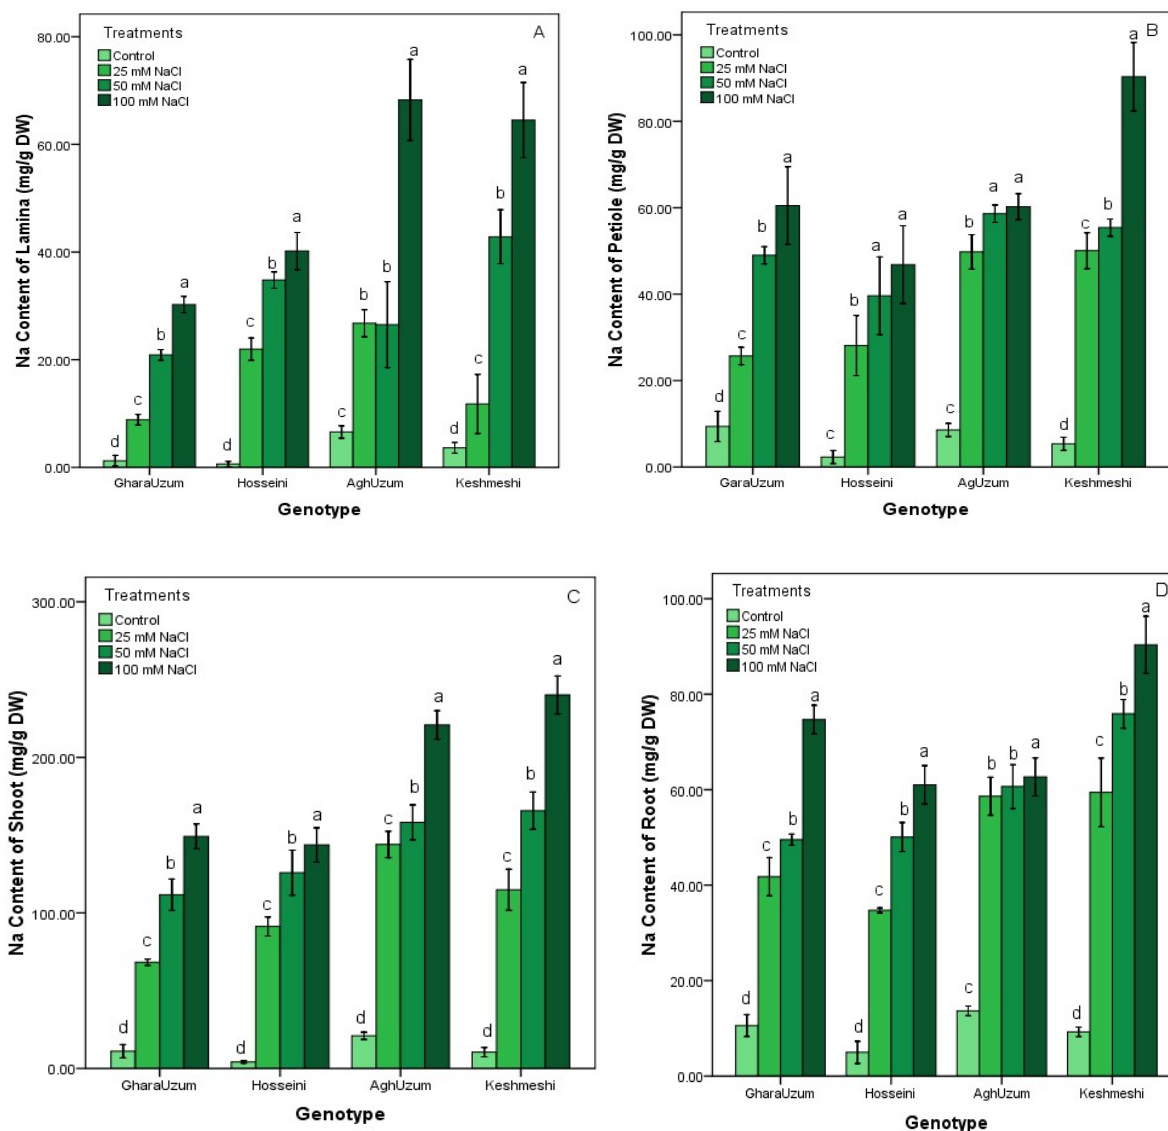 Treatments
Control
25 mM NaCl
50 mM NaCl
100 mM NaCl
A
80.00
60.00
40.00
20.00
0.00
Na Content of Lamina (mg/g DW)
d c b a
d c b a
c b b a
d c b a
GharaUzum Hosseini AghUzum Keshmeshi
Genotype
Treatments
Control
25 mM NaCl
50 mM NaCl
100 mM NaCl
B
100.00
80.00
60.00
40.00
20.00
0.00
Na Content of Petiole (mg/g DW)
d c b a
c b a a
c b a a
d c b a
GaraUzum Hosseini AgUzum Keshmeshi
Genotype
Treatments
Control
25 mM NaCl
50 mM NaCl
100 mM NaCl
C
300.00
200.00
100.00
0.00
Na Content of Shoot (mg/g DW)
d c b a
d c b a
d c b a
d c b a
GharaUzum Hosseini AghUzum Keshmeshi
Genotype
Treatments
Control
25 mM NaCl
50 mM NaCl
100 mM NaCl
D
100.00
80.00
60.00
40.00
20.00
0.00
Na Content of Root (mg/g DW)
d c b a
d c b a
c b b a
d c b a
GharaUzum Hosseini AghUzum Keshmeshi
Genotype